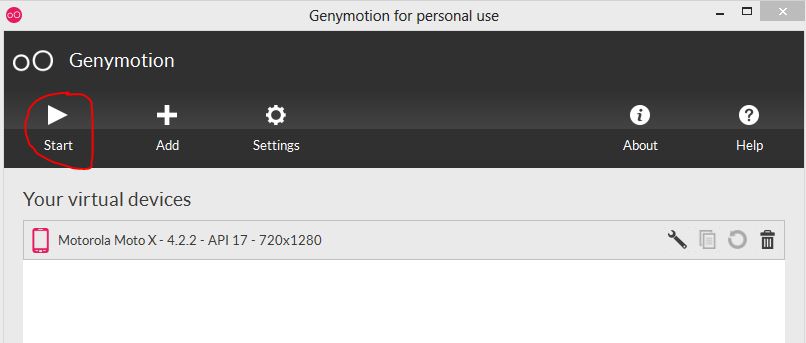 Genymotion for personal use
Genymotion
Start Add Settings About Help
Your virtual devices
Motorola Moto X - 4.2.2 - API 17 - 720x1280